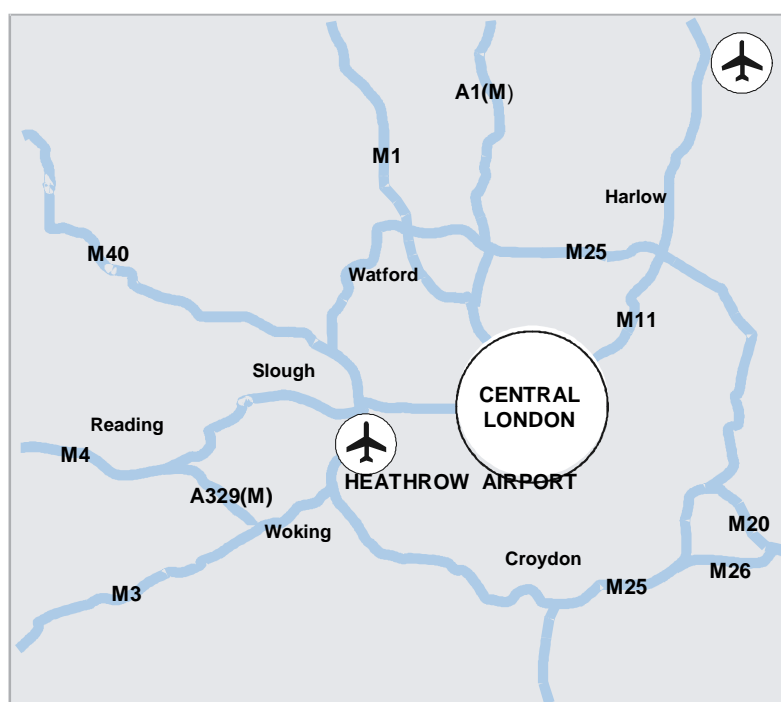 A1(M)
M1
Harlow
M40
M25
Watford
M11
Slough
CENTRAL
LONDON
Reading
M4
HEATHROW AIRPORT
A329(M)
M20
Woking
Croydon
M26
M25
M3